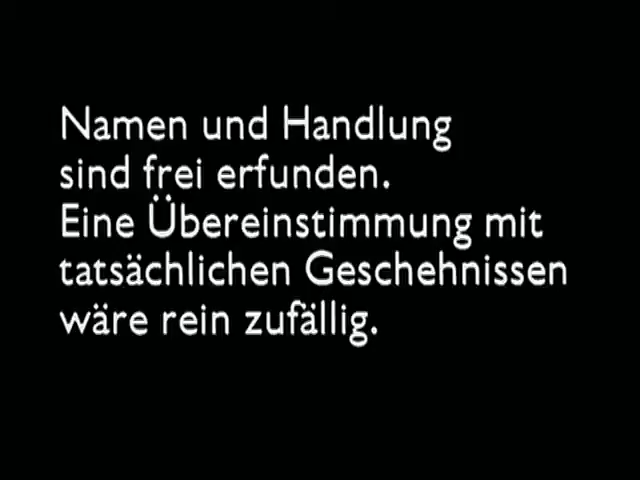 Namen und Handlung
sind frei erfunden.
Eine Übereinstimmung mit
tatsächlichen Geschehnissen
wäre rein zufällig.